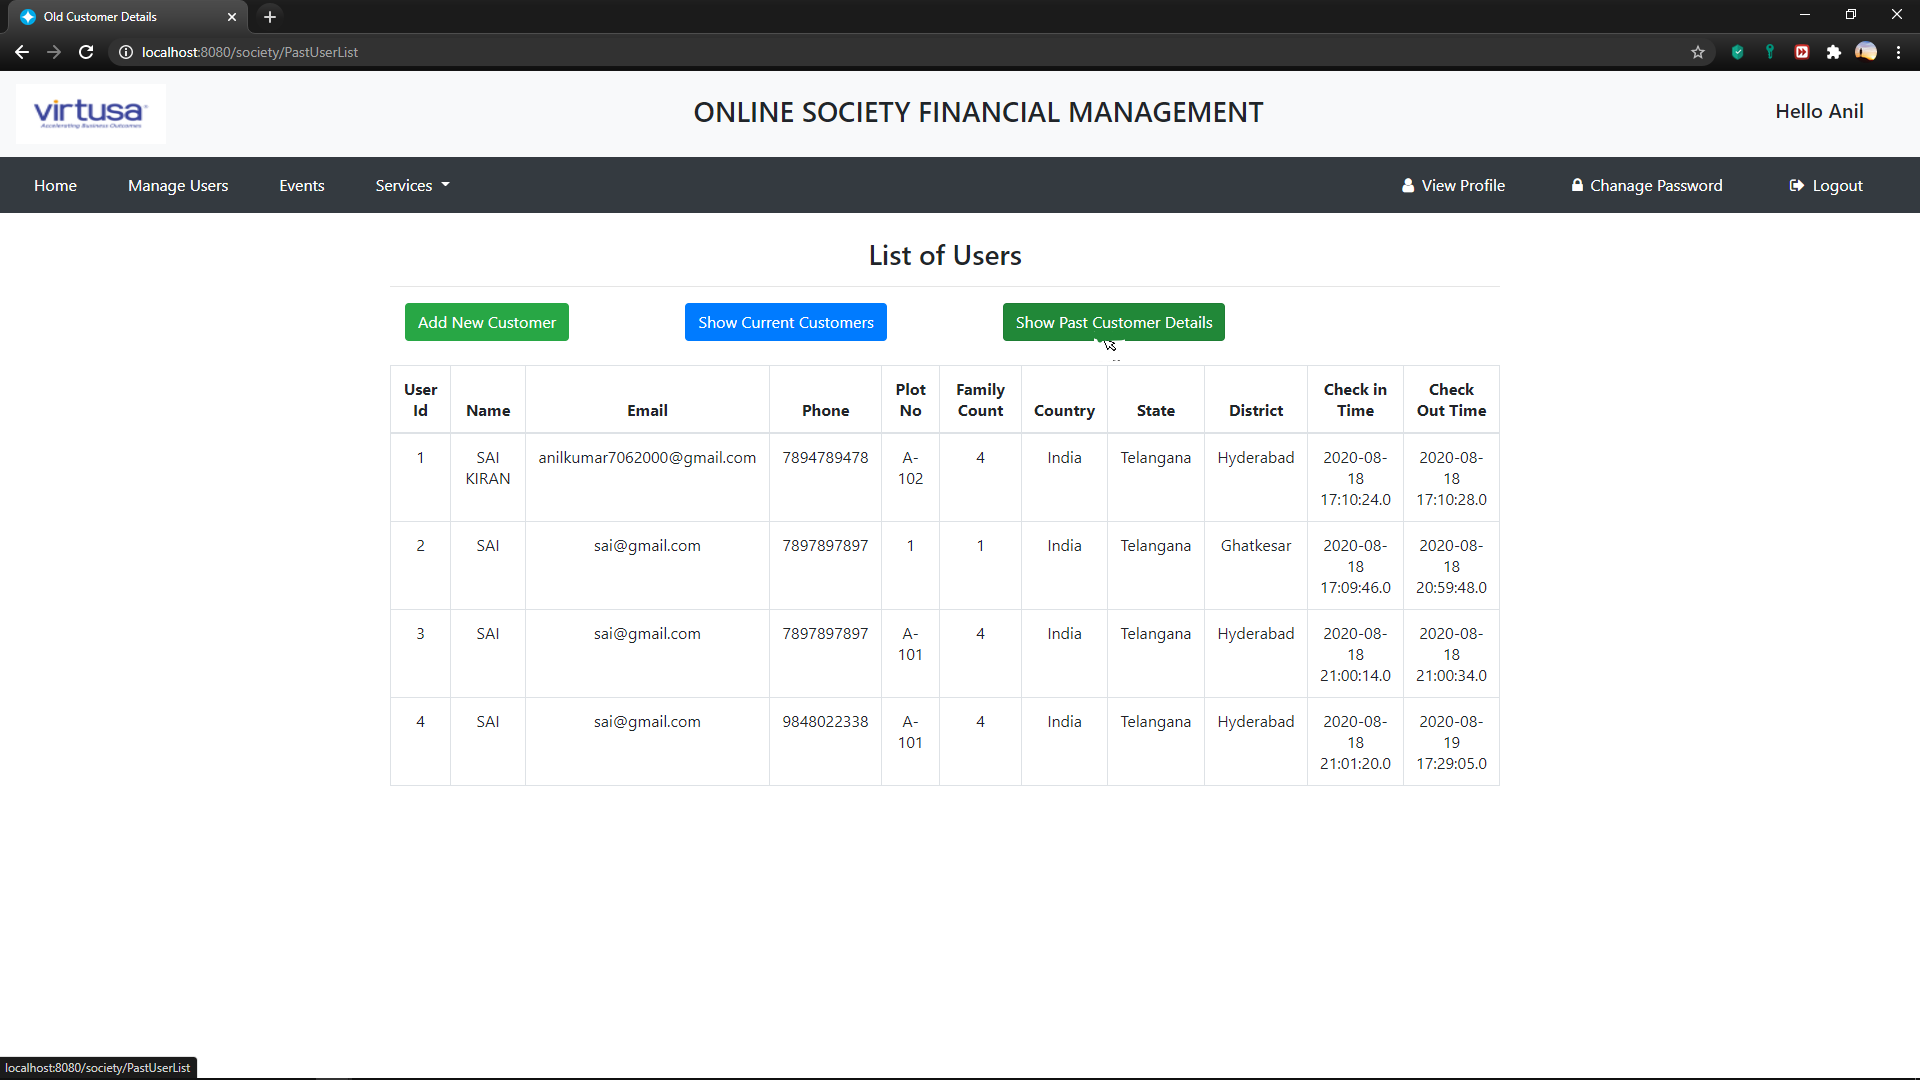 Old Customer Details
localhost:8080/society/PastUserList
virtusa
Accelerating Business Outcomes
ONLINE SOCIETY FINANCIAL MANAGEMENT
Hello Anil
Home Manage Users Events Services View Profile Chanage Password Logout
List of Users
Add New Customer Show Current Customers Show Past Customer Details
User Id Name Email Phone Plot No Family Count Country State District Check in Time Check Out Time
1 SAI KIRAN anilkumar7062000@gmail.com 7894789478 A-102 4 India Telangana Hyderabad 2020-08-18 17:10:24.0 2020-08-18 17:10:28.0
2 SAI sai@gmail.com 7897897897 1 1 India Telangana Ghatkesar 2020-08-18 17:09:46.0 2020-08-18 20:59:48.0
3 SAI sai@gmail.com 7897897897 A-101 4 India Telangana Hyderabad 2020-08-18 21:00:14.0 2020-08-18 21:00:34.0
4 SAI sai@gmail.com 9848022338 A-101 4 India Telangana Hyderabad 2020-08-18 21:01:20.0 2020-08-19 17:29:05.0
localhost:8080/society/PastUserList